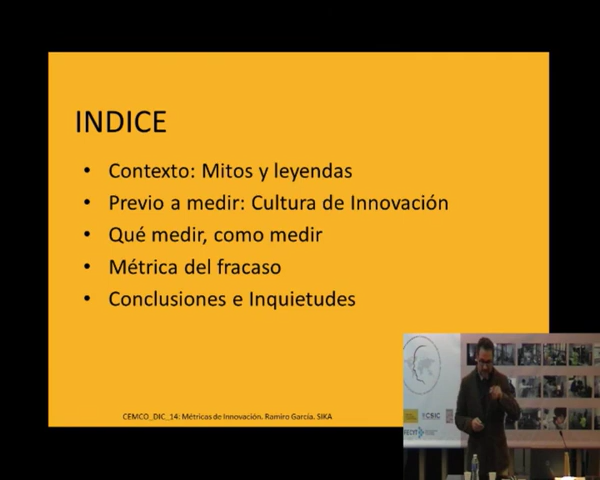 INDICE
• Contexto: Mitos y leyendas
• Previo a medir: Cultura de Innovación
• Qué medir, como medir
• Métrica del fracaso
• Conclusiones e Inquietudes
CEMCO_DIC_14: Métricas de Innovación. Ramiro García. SIKA
CSIC